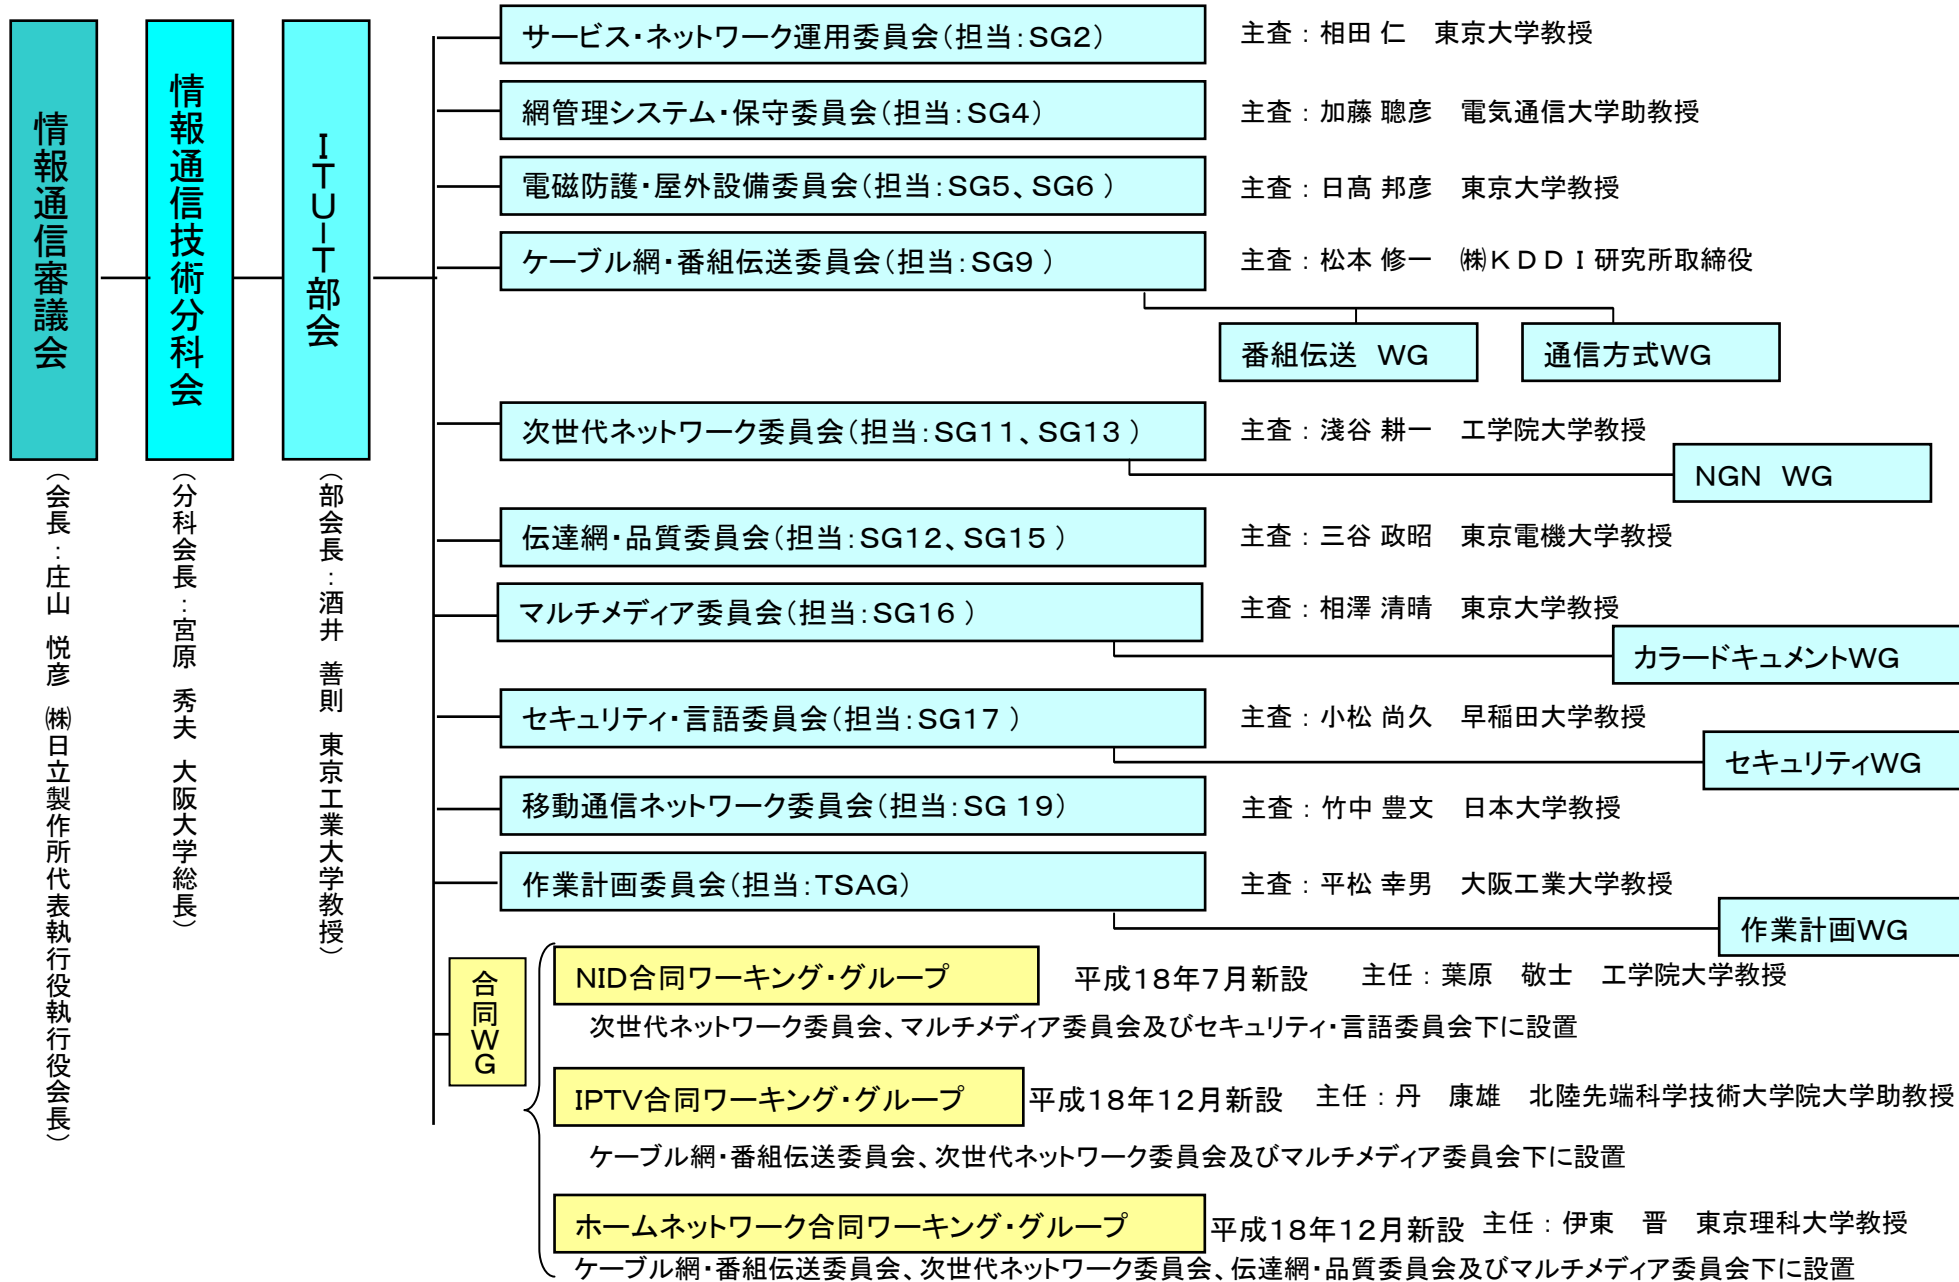 情報通信審議会
（会長：庄山 悦彦 ㈱日立製作所代表執行役執行役会長）
情報通信技術分科会
（分科会長：宮原 秀夫 大阪大学総長）
ITU-T部会
（部会長：酒井 善則 東京工業大学教授）
サービス・ネットワーク運用委員会（担当：SG2）
主査：相田 仁　東京大学教授
網管理システム・保守委員会（担当：SG4）
主査：加藤 聰彦　電気通信大学助教授
電磁防護・屋外設備委員会（担当：SG5、SG6 ）
主査：日髙 邦彦　東京大学教授
ケーブル網・番組伝送委員会（担当：SG9 ）
主査：松本 修一　㈱ＫＤＤＩ研究所取締役
番組伝送　WG
通信方式WG
次世代ネットワーク委員会（担当：SG11、SG13 ）
主査：淺谷 耕一　工学院大学教授
NGN　WG
伝達網・品質委員会（担当：SG12、SG15 ）
主査：三谷 政昭　東京電機大学教授
マルチメディア委員会（担当：SG16 ）
主査：相澤 清晴　東京大学教授
カラードキュメントWG
セキュリティ・言語委員会（担当：SG17 ）
主査：小松 尚久　早稲田大学教授
セキュリティWG
移動通信ネットワーク委員会（担当：SG 19）
主査：竹中 豊文　日本大学教授
作業計画委員会（担当：TSAG）
主査：平松 幸男　大阪工業大学教授
作業計画WG
合同WG
NID合同ワーキング・グループ　平成18年7月新設　主任：葉原　敬士　工学院大学教授
次世代ネットワーク委員会、マルチメディア委員会及びセキュリティ・言語委員会下に設置
IPTV合同ワーキング・グループ　平成18年12月新設　主任：丹　康雄　北陸先端科学技術大学院大学助教授
ケーブル網・番組伝送委員会、次世代ネットワーク委員会及びマルチメディア委員会下に設置
ホームネットワーク合同ワーキング・グループ　平成18年12月新設　主任：伊東　晋　東京理科大学教授
ケーブル網・番組伝送委員会、次世代ネットワーク委員会、伝達網・品質委員会及びマルチメディア委員会下に設置